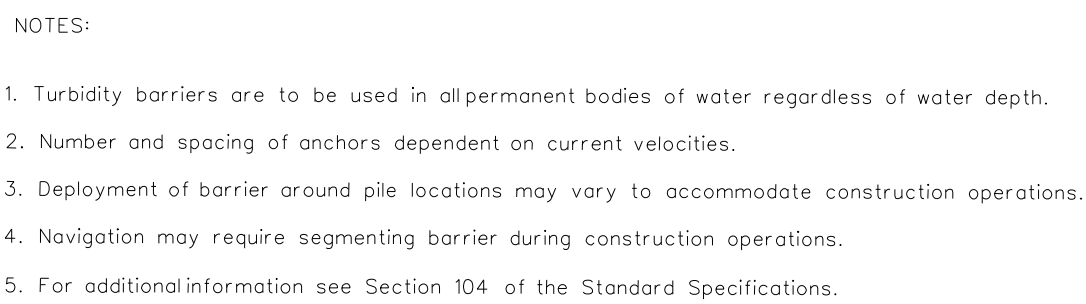 NOTES:
1. Turbidity barriers are to be used in all permanent bodies of water regardless of water depth.
2. Number and spacing of anchors dependent on current velocities.
3. Deployment of barrier around pile locations may vary to accommodate construction operations.
4. Navigation may require segmenting barrier during construction operations.
5. For additional information see Section 104 of the Standard Specifications.